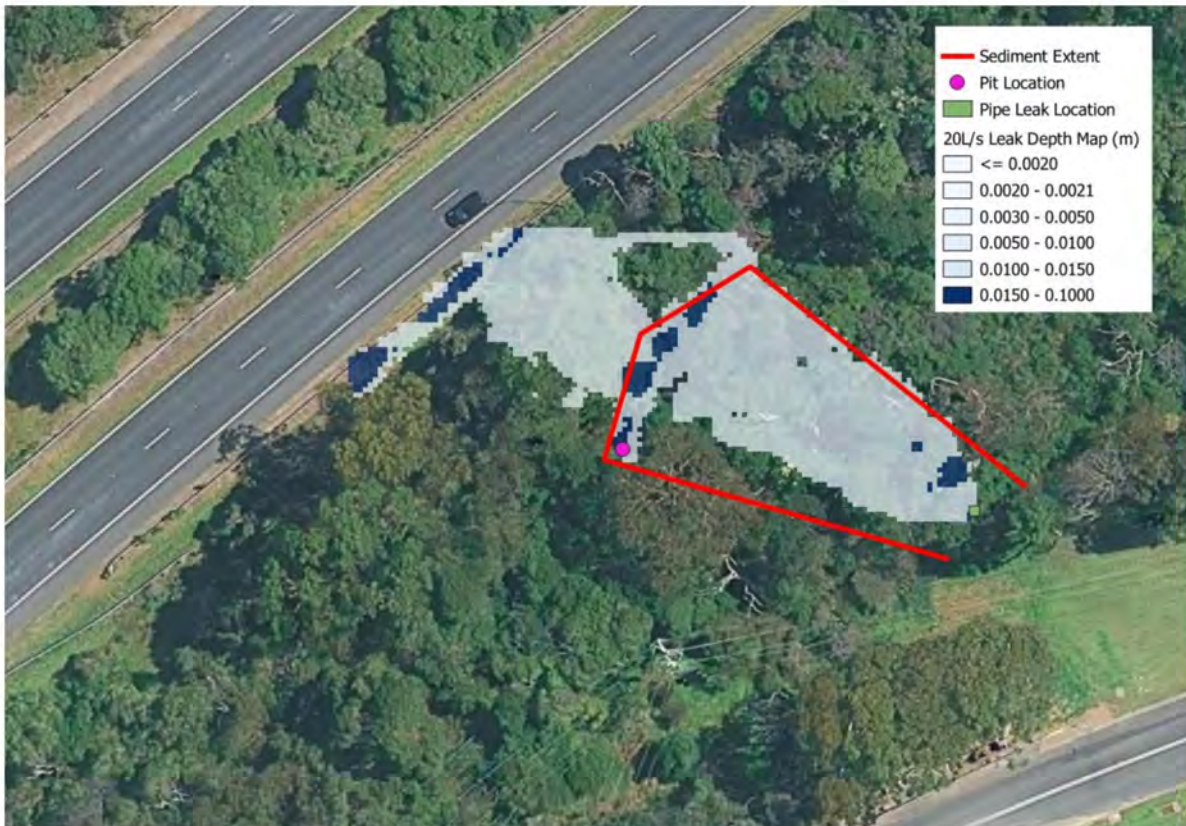 Sediment Extent
Pit Location
Pipe Leak Location
20L/s Leak Depth Map (m)
<= 0.0020
0.0020 - 0.0021
0.0030 - 0.0050
0.0050 - 0.0100
0.0100 - 0.0150
0.0150 - 0.1000